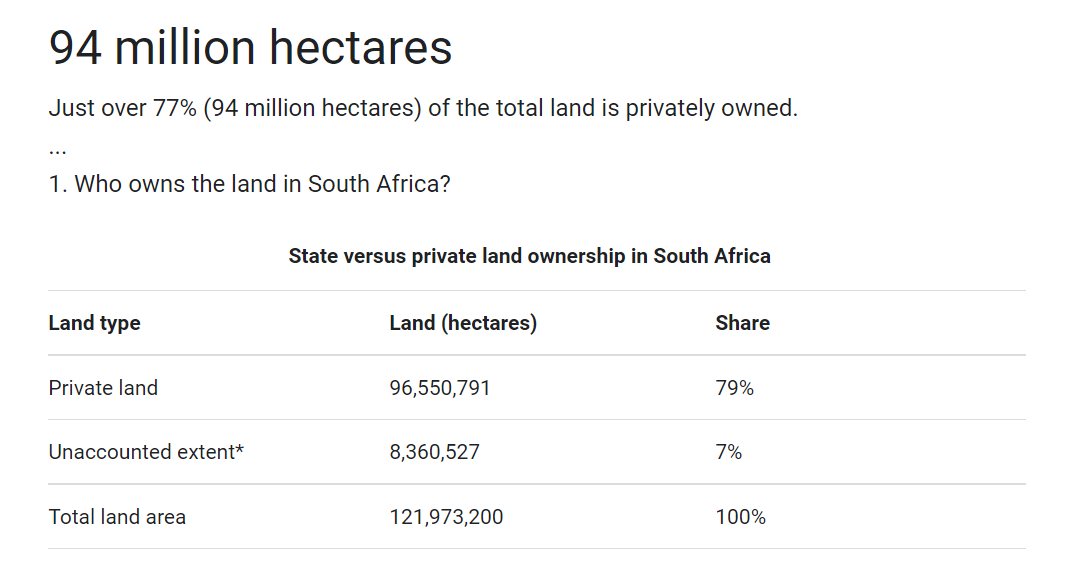 94 million hectares
Just over 77% (94 million hectares) of the total land is privately owned.
...
1. Who owns the land in South Africa?
State versus private land ownership in South Africa
Land type Land (hectares) Share
Private land 96,550,791 79%
Unaccounted extent* 8,360,527 7%
Total land area 121,973,200 100%